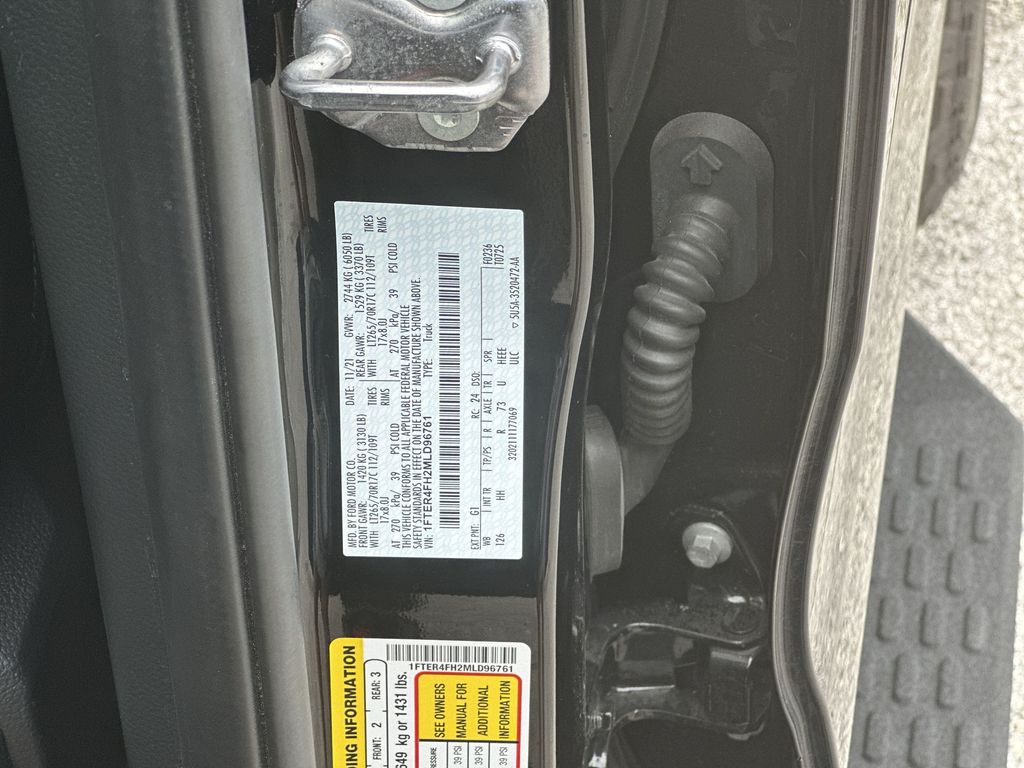 MFD. BY FORD MOTOR CO.
DATE: 11/21 GVWR: 2744 KG ( 6050 LB)
FRONT GAWR: 1420 KG ( 3130 LB) REAR GAWR: 1529 KG ( 3370 LB)
WITH LT265/70R17C 112/109T TIRES WITH LT265/70R17C 112/109T TIRES
17x8.0J RIMS 17x8.0J RIMS
AT 270 kPa/ 39 PSI COLD AT 270 kPa/ 39 PSI COLD
THIS VEHICLE CONFORMS TO ALL APPLICABLE FEDERAL MOTOR VEHICLE
SAFETY STANDARDS IN EFFECT ON THE DATE OF MANUFACTURE SHOWN ABOVE.
VIN: 1FTER4FH2MLD96761 TYPE: Truck
EXT PNT: G1 RC: 24 DSO: F0236
WB INT TR TP/PS R AXLE TR SPR T0725
126 HH R 73 U HEEE
3202111177069 ULC
SU5A-3520472-AA
DING INFORMATION
FRONT: 2 REAR: 3
649 kg or 1431 lbs.
1FTER4FH2MLD96761
PRESSURE SEE OWNERS
39 PSI MANUAL FOR
39 PSI ADDITIONAL
39 PSI INFORMATION